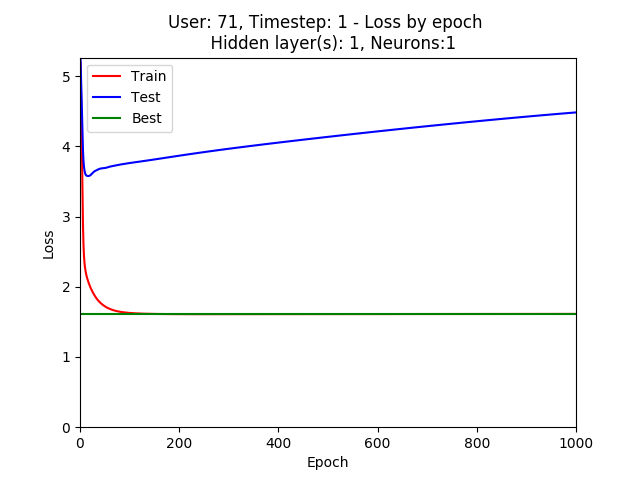 User: 71, Timestep: 1 - Loss by epoch
Hidden layer(s): 1, Neurons:1
Train
Test
Best
5
4
3
2
1
0
Loss
0 200 400 600 800 1000
Epoch